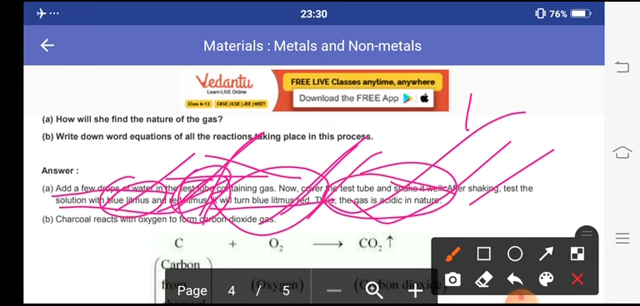 23:30
76%
Materials : Metals and Non-metals
Vedantu
Learn LIVE Online
Class 6-12 CBSE | ICSE | JEE | NEET
FREE LIVE Classes anytime, anywhere
Download the FREE App
(a) How will she find the nature of the gas?
(b) Write down word equations of all the reactions taking place in this process.
Answer :
(a) Add a few drops of water in the test tube containing gas. Now, cover the test tube and shake it well. After shaking, test the
solution with blue litmus and red litmus. It will turn blue litmus red. Thus, the gas is acidic in nature.
(b) Charcoal reacts with oxygen to form carbon dioxide gas.
C + O₂ ⟶ CO₂ ↑
(Carbon
from (Oxygen) (Carbon dioxide
Page 4 / 5